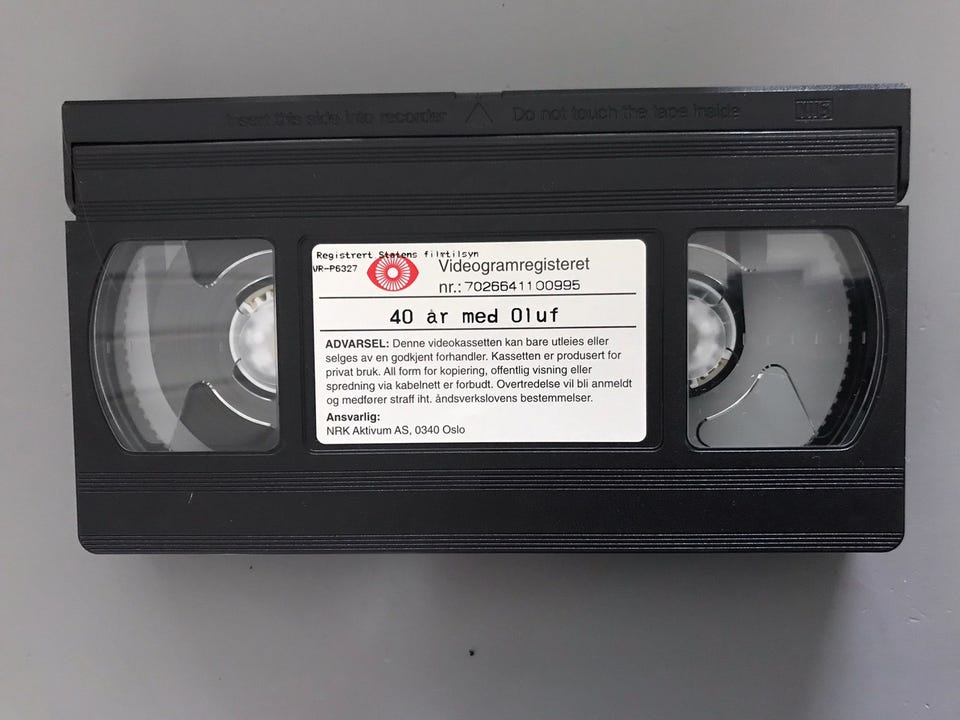 Insert this side into recorder
Do not touch the tape inside
VHS
Registrert Statens filmtilsyn
VR-P6327
Videogramregisteret
nr.: 7026641100995
40 år med Oluf
ADVARSEL: Denne videokassetten kan bare utleies eller
selges av en godkjent forhandler. Kassetten er produsert for
privat bruk. All form for kopiering, offentlig visning eller
spredning via kabelnett er forbudt. Overtredelse vil bli anmeldt
og medfører straff iht. åndsverkslovens bestemmelser.
Ansvarlig:
NRK Aktivum AS, 0340 Oslo